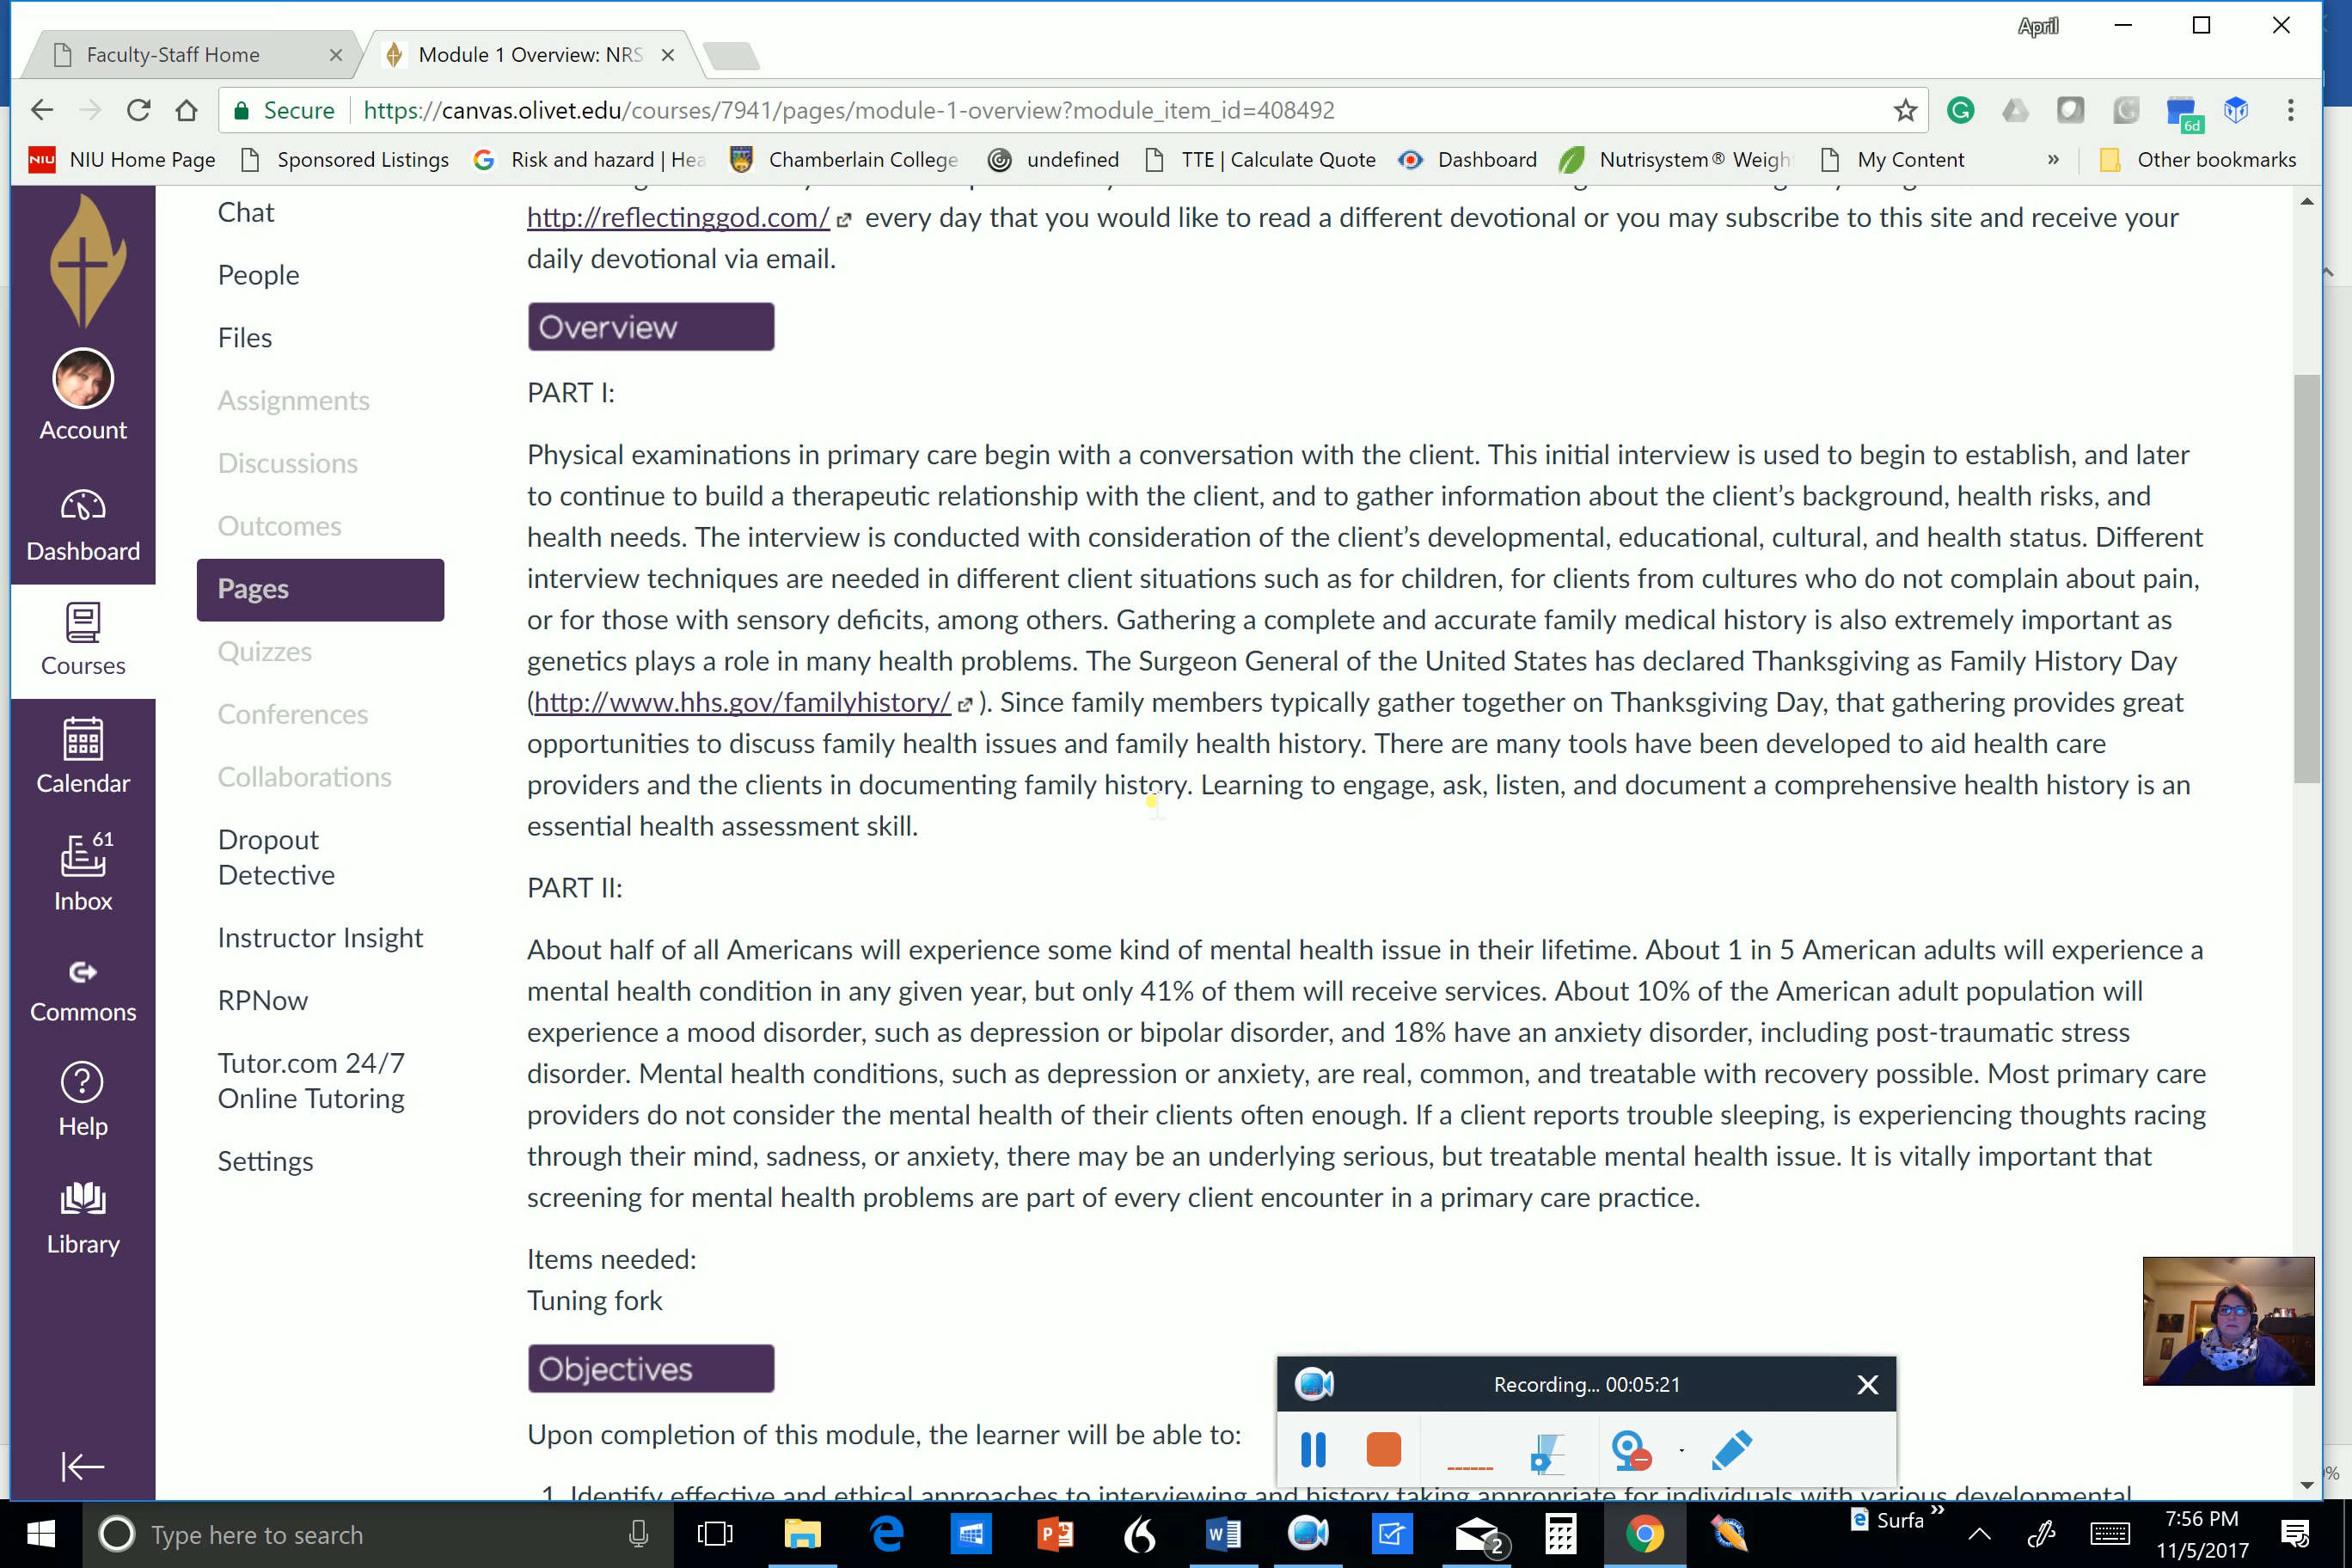 April
Faculty-Staff Home
Module 1 Overview: NRS
Secure
https://canvas.olivet.edu/courses/7941/pages/module-1-overview?module_item_id=408492
6d
NIU
NIU Home Page
Sponsored Listings
Risk and hazard | Hea
Chamberlain College
undefined
TTE | Calculate Quote
Dashboard
Nutrisystem® Weigh
My Content
»
Other bookmarks
Account
Dashboard
Courses
Calendar
61
Inbox
Commons
Help
Library
Chat
People
Files
Assignments
Discussions
Outcomes
Pages
Quizzes
Conferences
Collaborations
Dropout
Detective
Instructor Insight
RPNow
Tutor.com 24/7
Online Tutoring
Settings
http://reflectinggod.com/ every day that you would like to read a different devotional or you may subscribe to this site and receive your
daily devotional via email.
Overview
PART I:
Physical examinations in primary care begin with a conversation with the client. This initial interview is used to begin to establish, and later
to continue to build a therapeutic relationship with the client, and to gather information about the client’s background, health risks, and
health needs. The interview is conducted with consideration of the client’s developmental, educational, cultural, and health status. Different
interview techniques are needed in different client situations such as for children, for clients from cultures who do not complain about pain,
or for those with sensory deficits, among others. Gathering a complete and accurate family medical history is also extremely important as
genetics plays a role in many health problems. The Surgeon General of the United States has declared Thanksgiving as Family History Day
(http://www.hhs.gov/familyhistory/ ). Since family members typically gather together on Thanksgiving Day, that gathering provides great
opportunities to discuss family health issues and family health history. There are many tools have been developed to aid health care
providers and the clients in documenting family history. Learning to engage, ask, listen, and document a comprehensive health history is an
essential health assessment skill.
PART II:
About half of all Americans will experience some kind of mental health issue in their lifetime. About 1 in 5 American adults will experience a
mental health condition in any given year, but only 41% of them will receive services. About 10% of the American adult population will
experience a mood disorder, such as depression or bipolar disorder, and 18% have an anxiety disorder, including post-traumatic stress
disorder. Mental health conditions, such as depression or anxiety, are real, common, and treatable with recovery possible. Most primary care
providers do not consider the mental health of their clients often enough. If a client reports trouble sleeping, is experiencing thoughts racing
through their mind, sadness, or anxiety, there may be an underlying serious, but treatable mental health issue. It is vitally important that
screening for mental health problems are part of every client encounter in a primary care practice.
Items needed:
Tuning fork
Objectives
Upon completion of this module, the learner will be able to:
1. Identify effective and ethical approaches to interviewing and history taking appropriate for individuals with various developmental
Recording... 00:05:21
%
Type here to search
2
Surfa
»
7:56 PM
11/5/2017